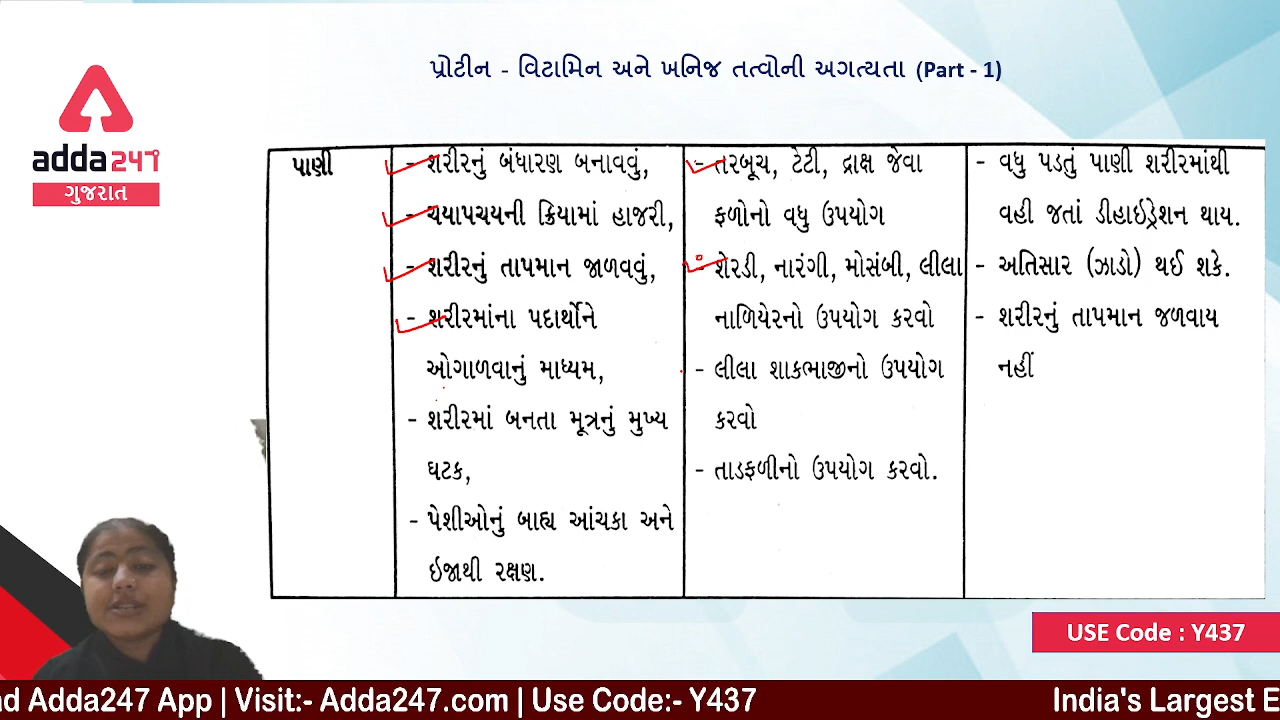 પ્રોટીન - વિટામિન અને ખનિજ તત્વોની અગત્યતા (Part - 1)
adda247
ગુજરાત
પાણી
- શરીરનું બંધારણ બનાવવું,
- ચયાપચયની ક્રિયામાં હાજરી,
- શરીરનું તાપમાન જાળવવું,
- શરીરમાંના પદાર્થોને
ઓગાળવાનું માધ્યમ,
- શરીરમાં બનતા મૂત્રનું મુખ્ય
ઘટક,
- પેશીઓનું બાહ્ય આંચકા અને
ઇજાથી રક્ષણ.
- તરબૂચ, ટેટી, દ્રાક્ષ જેવા
ફળોનો વધુ ઉપયોગ
- શેરડી, નારંગી, મોસંબી, લીલા
નાળિયેરનો ઉપયોગ કરવો
- લીલા શાકભાજીનો ઉપયોગ
કરવો
- તાડફળીનો ઉપયોગ કરવો.
- વધુ પડતું પાણી શરીરમાંથી
વહી જતાં ડીહાઇડ્રેશન થાય.
- અતિસાર (ઝાડો) થઈ શકે.
- શરીરનું તાપમાન જળવાય
નહીં
USE Code : Y437
ad Adda247 App | Visit:- Adda247.com | Use Code:- Y437
India's Largest E